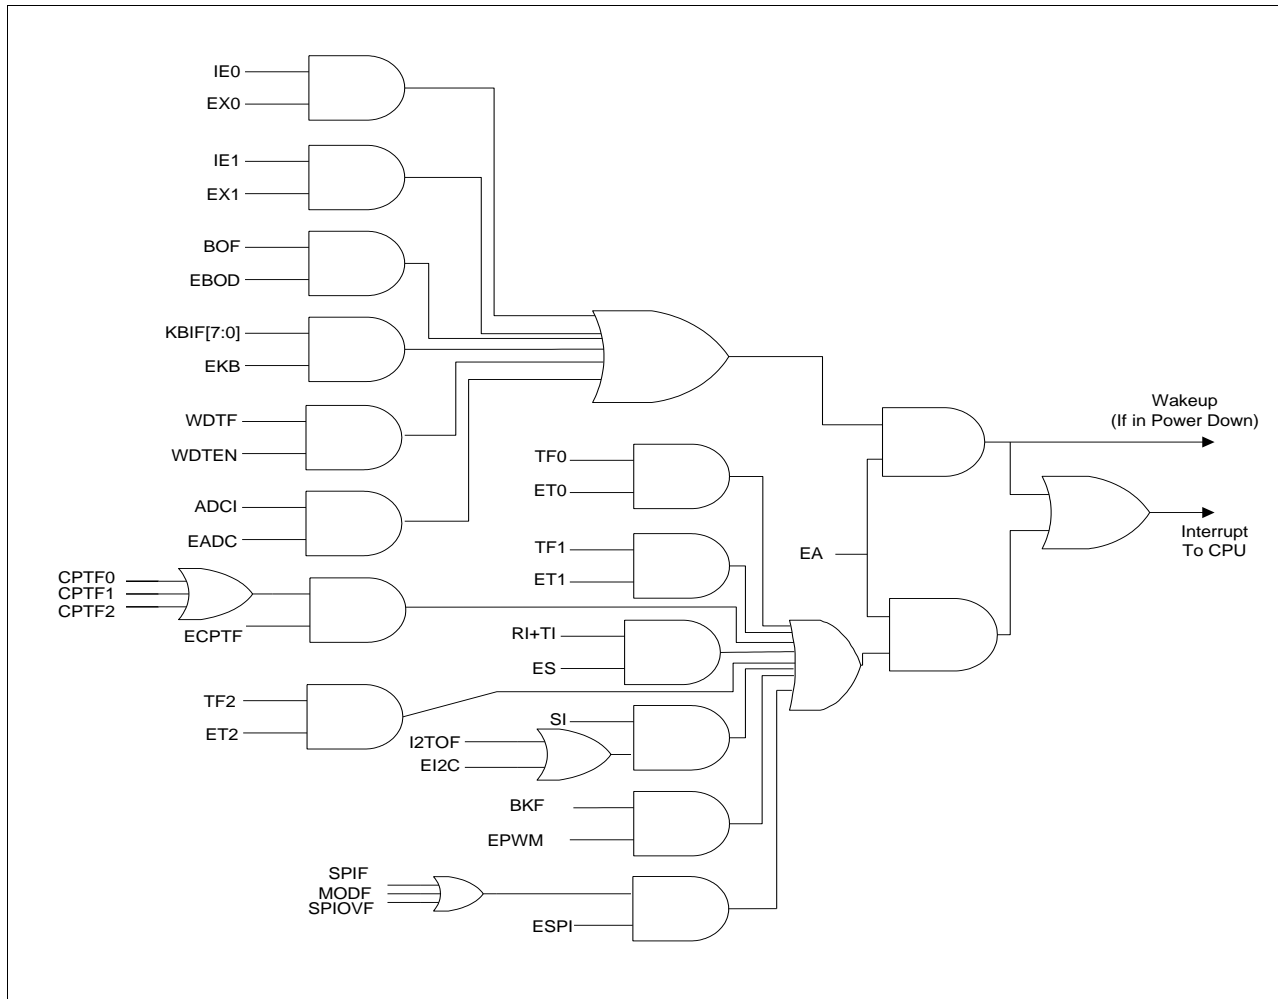 IE0
EX0
IE1
EX1
BOF
EBOD
KBIF[7:0]
EKB
WDTF
WDTEN
ADCI
EADC
CPTF0
CPTF1
CPTF2
ECPTF
TF2
ET2
TF0
ET0
TF1
ET1
RI+TI
ES
SI
I2TOF
EI2C
BKF
EPWM
SPIF
MODF
SPIOVF
ESPI
EA
Wakeup
(If in Power Down)
Interrupt
To CPU